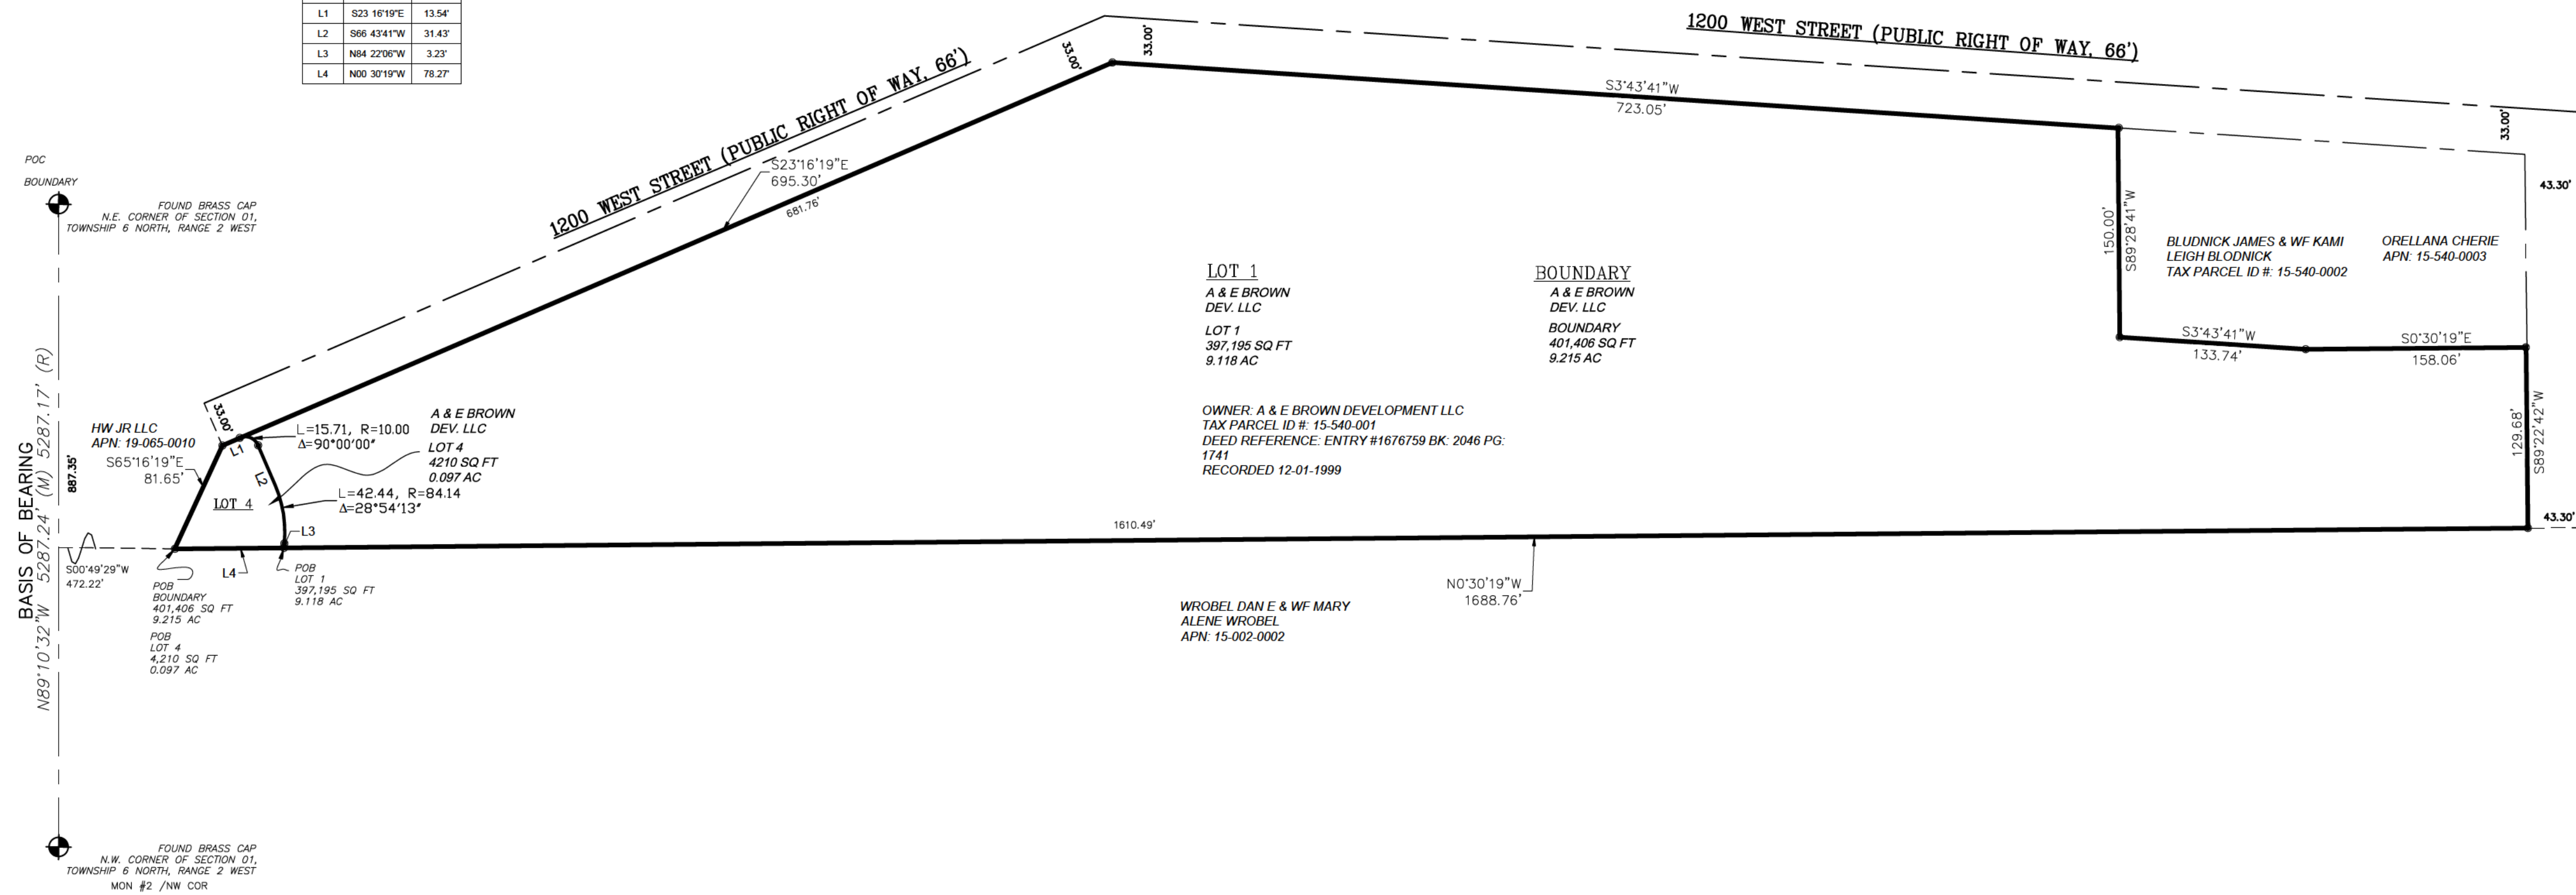 L1 S23 16'19"E 13.54'
L2 S66 43'41"W 31.43'
L3 N84 22'06"W 3.23'
L4 N00 30'19"W 78.27'
1200 WEST STREET (PUBLIC RIGHT OF WAY, 66')
33.00'
33.00'
1200 WEST STREET (PUBLIC RIGHT OF WAY, 66')
S3°43'41"W
723.05'
33.00'
43.30'
POC
BOUNDARY
FOUND BRASS CAP
N.E. CORNER OF SECTION 01,
TOWNSHIP 6 NORTH, RANGE 2 WEST
S23°16'19"E
695.30'
681.76'
150.00'
S89°28'41"W
BLUDNICK JAMES & WF KAMI
LEIGH BLODNICK
TAX PARCEL ID #: 15-540-0002
ORELLANA CHERIE
APN: 15-540-0003
LOT 1
A & E BROWN
DEV. LLC
LOT 1
397,195 SQ FT
9.118 AC
BOUNDARY
A & E BROWN
DEV. LLC
BOUNDARY
401,406 SQ FT
9.215 AC
S3°43'41"W
133.74'
S0°30'19"E
158.06'
129.68'
S89°22'42"W
43.30'
OWNER: A & E BROWN DEVELOPMENT LLC
TAX PARCEL ID #: 15-540-001
DEED REFERENCE: ENTRY #1676759 BK: 2046 PG:
1741
RECORDED 12-01-1999
BASIS OF BEARING
N89°10'32"W 5287.24' (M) 5287.17' (R)
887.35'
HW JR LLC
APN: 19-065-0010
S65°16'19"E
81.65'
33.00'
L1
L=15.71, R=10.00
Δ=90°00'00"
A & E BROWN
DEV. LLC
LOT 4
4210 SQ FT
0.097 AC
L2
LOT 4
L=42.44, R=84.14
Δ=28°54'13"
L3
1610.49'
S00°49'29"W
472.22'
L4
POB
BOUNDARY
401,406 SQ FT
9.215 AC
POB
LOT 4
4,210 SQ FT
0.097 AC
POB
LOT 1
397,195 SQ FT
9.118 AC
N0°30'19"W
1688.76'
WROBEL DAN E & WF MARY
ALENE WROBEL
APN: 15-002-0002
FOUND BRASS CAP
N.W. CORNER OF SECTION 01,
TOWNSHIP 6 NORTH, RANGE 2 WEST
MON #2 /NW COR